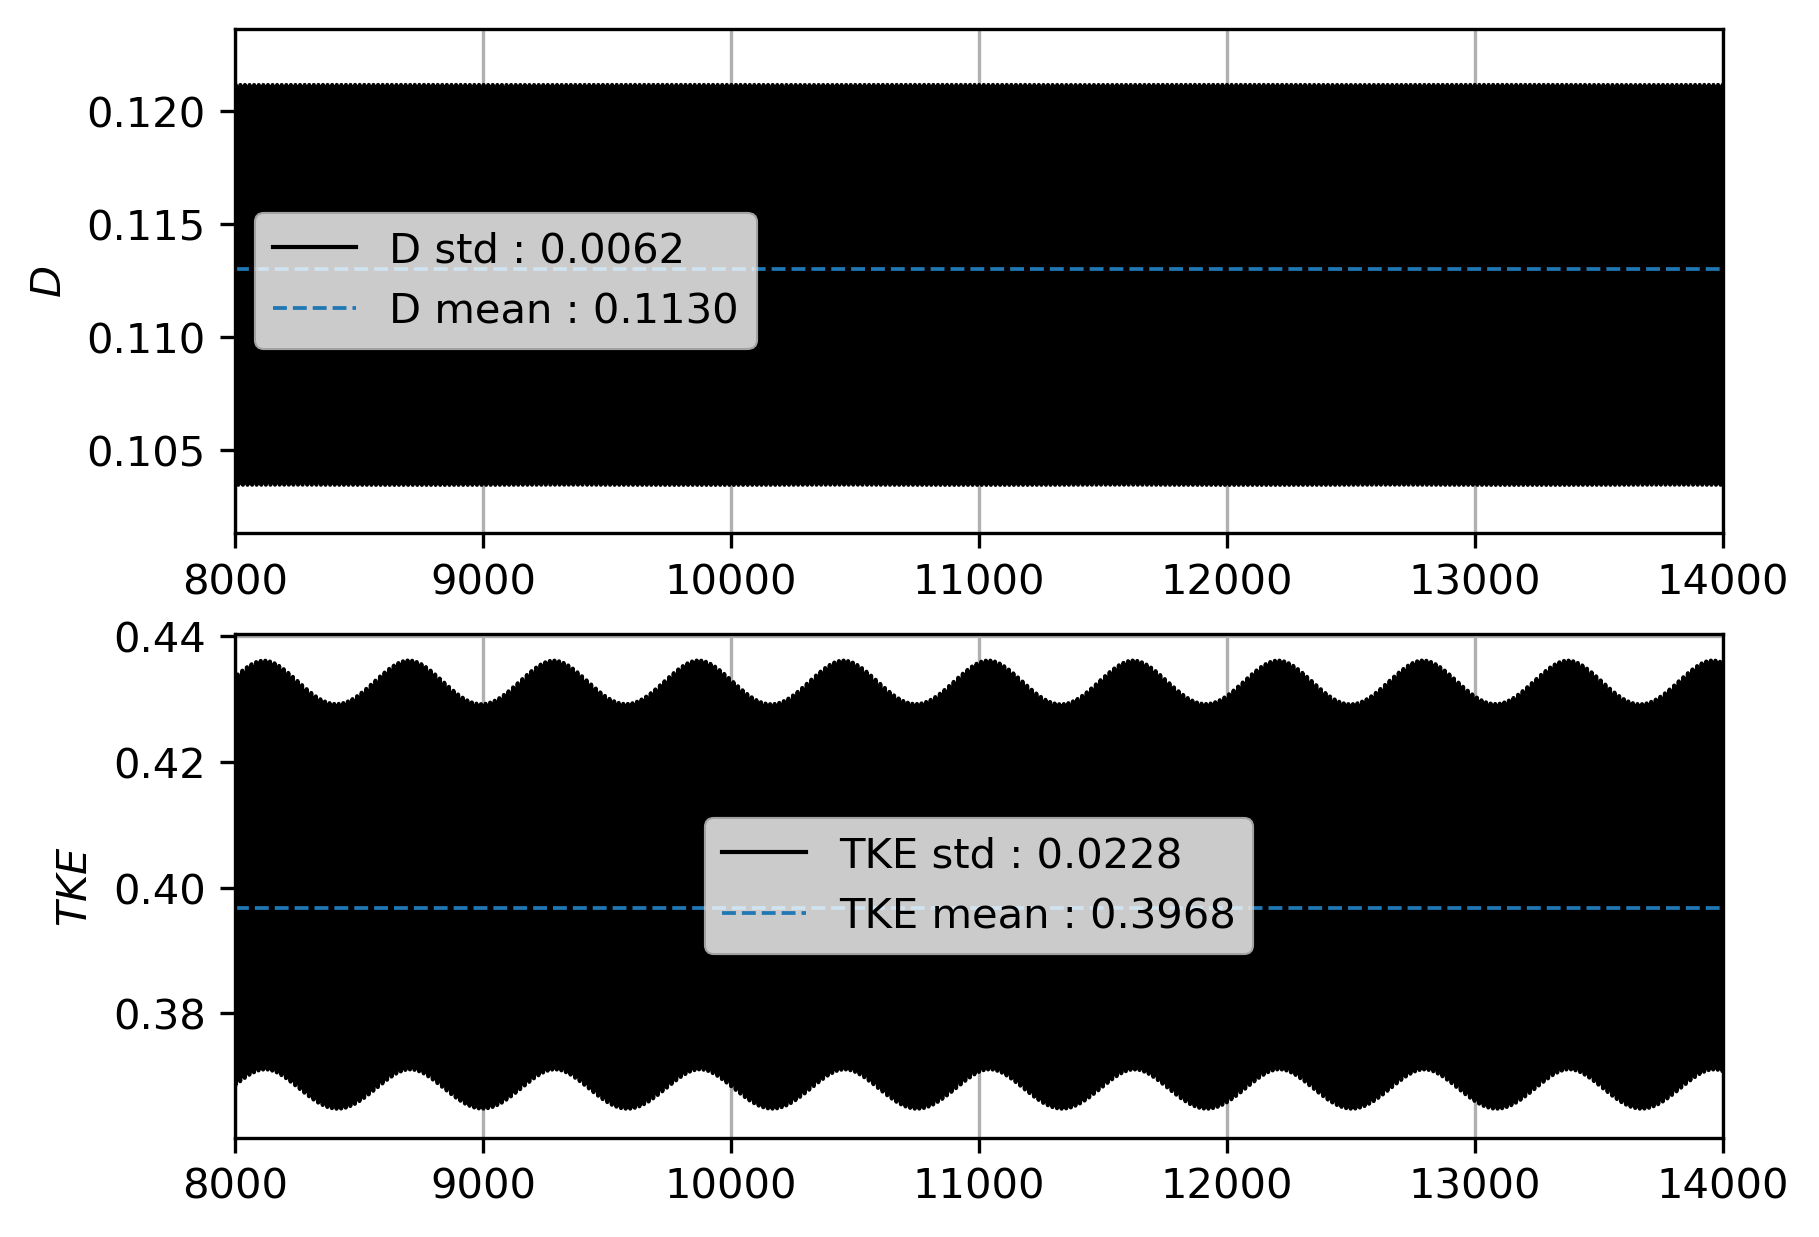 0.120
0.115
0.110
0.105
D
D std : 0.0062
D mean : 0.1130
8000 9000 10000 11000 12000 13000 14000
0.44
0.42
0.40
0.38
TKE
TKE std : 0.0228
TKE mean : 0.3968
8000 9000 10000 11000 12000 13000 14000